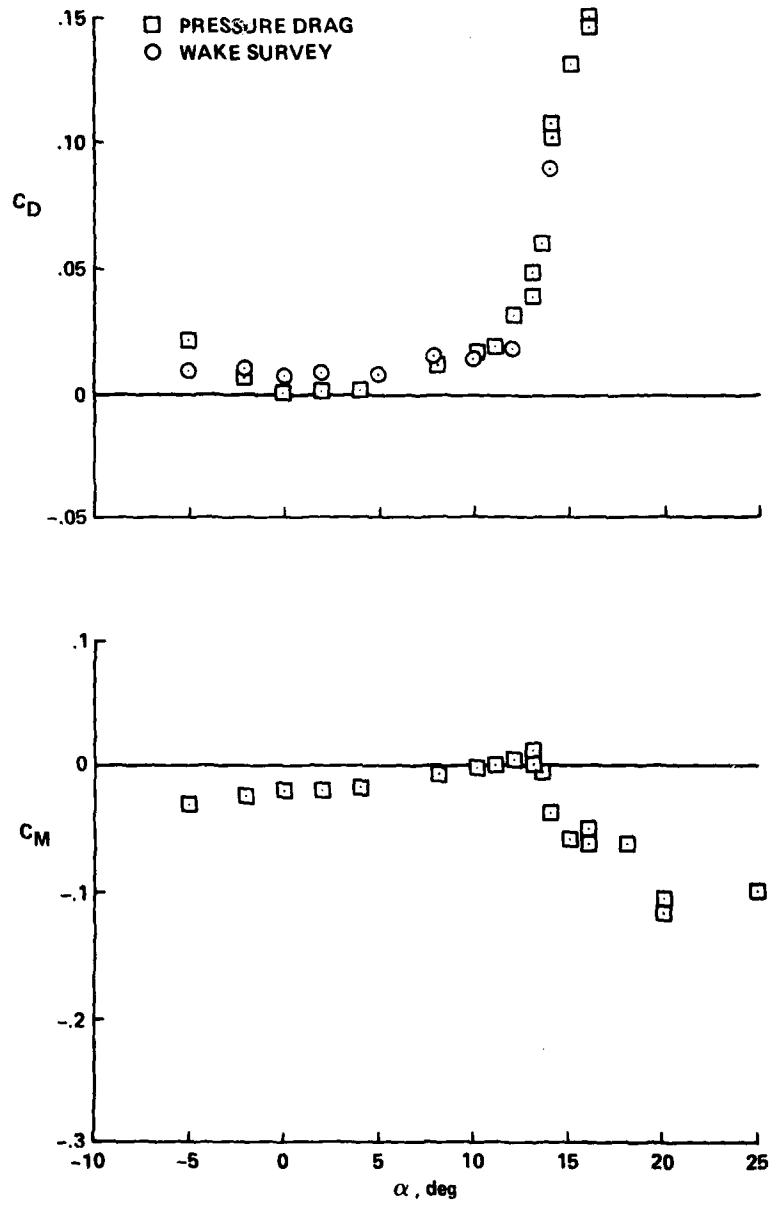 .15
□ PRESSURE DRAG
○ WAKE SURVEY
.10
C_D
.05
0
-.05
.1
0
C_M
-.1
-.2
-.3
-10 -5 0 5 10 15 20 25
α, deg